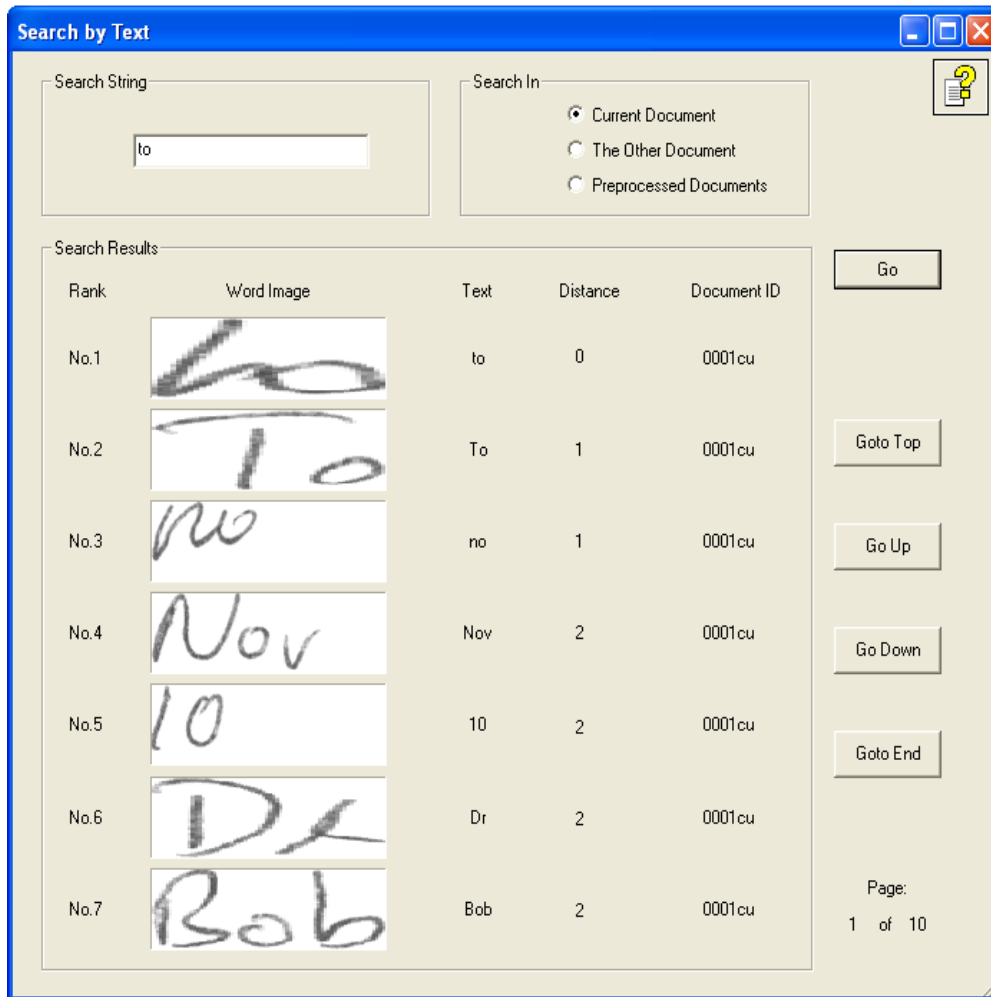 Search by Text
Search String
to
Search In
Current Document
The Other Document
Preprocessed Documents
Search Results
Rank Word Image Text Distance Document ID
No.1 to to 0 0001cu
No.2 To To 1 0001cu
No.3 no no 1 0001cu
No.4 Nov Nov 2 0001cu
No.5 10 10 2 0001cu
No.6 Dr Dr 2 0001cu
No.7 Bob Bob 2 0001cu
Go
Goto Top
Go Up
Go Down
Goto End
Page:
1 of 10